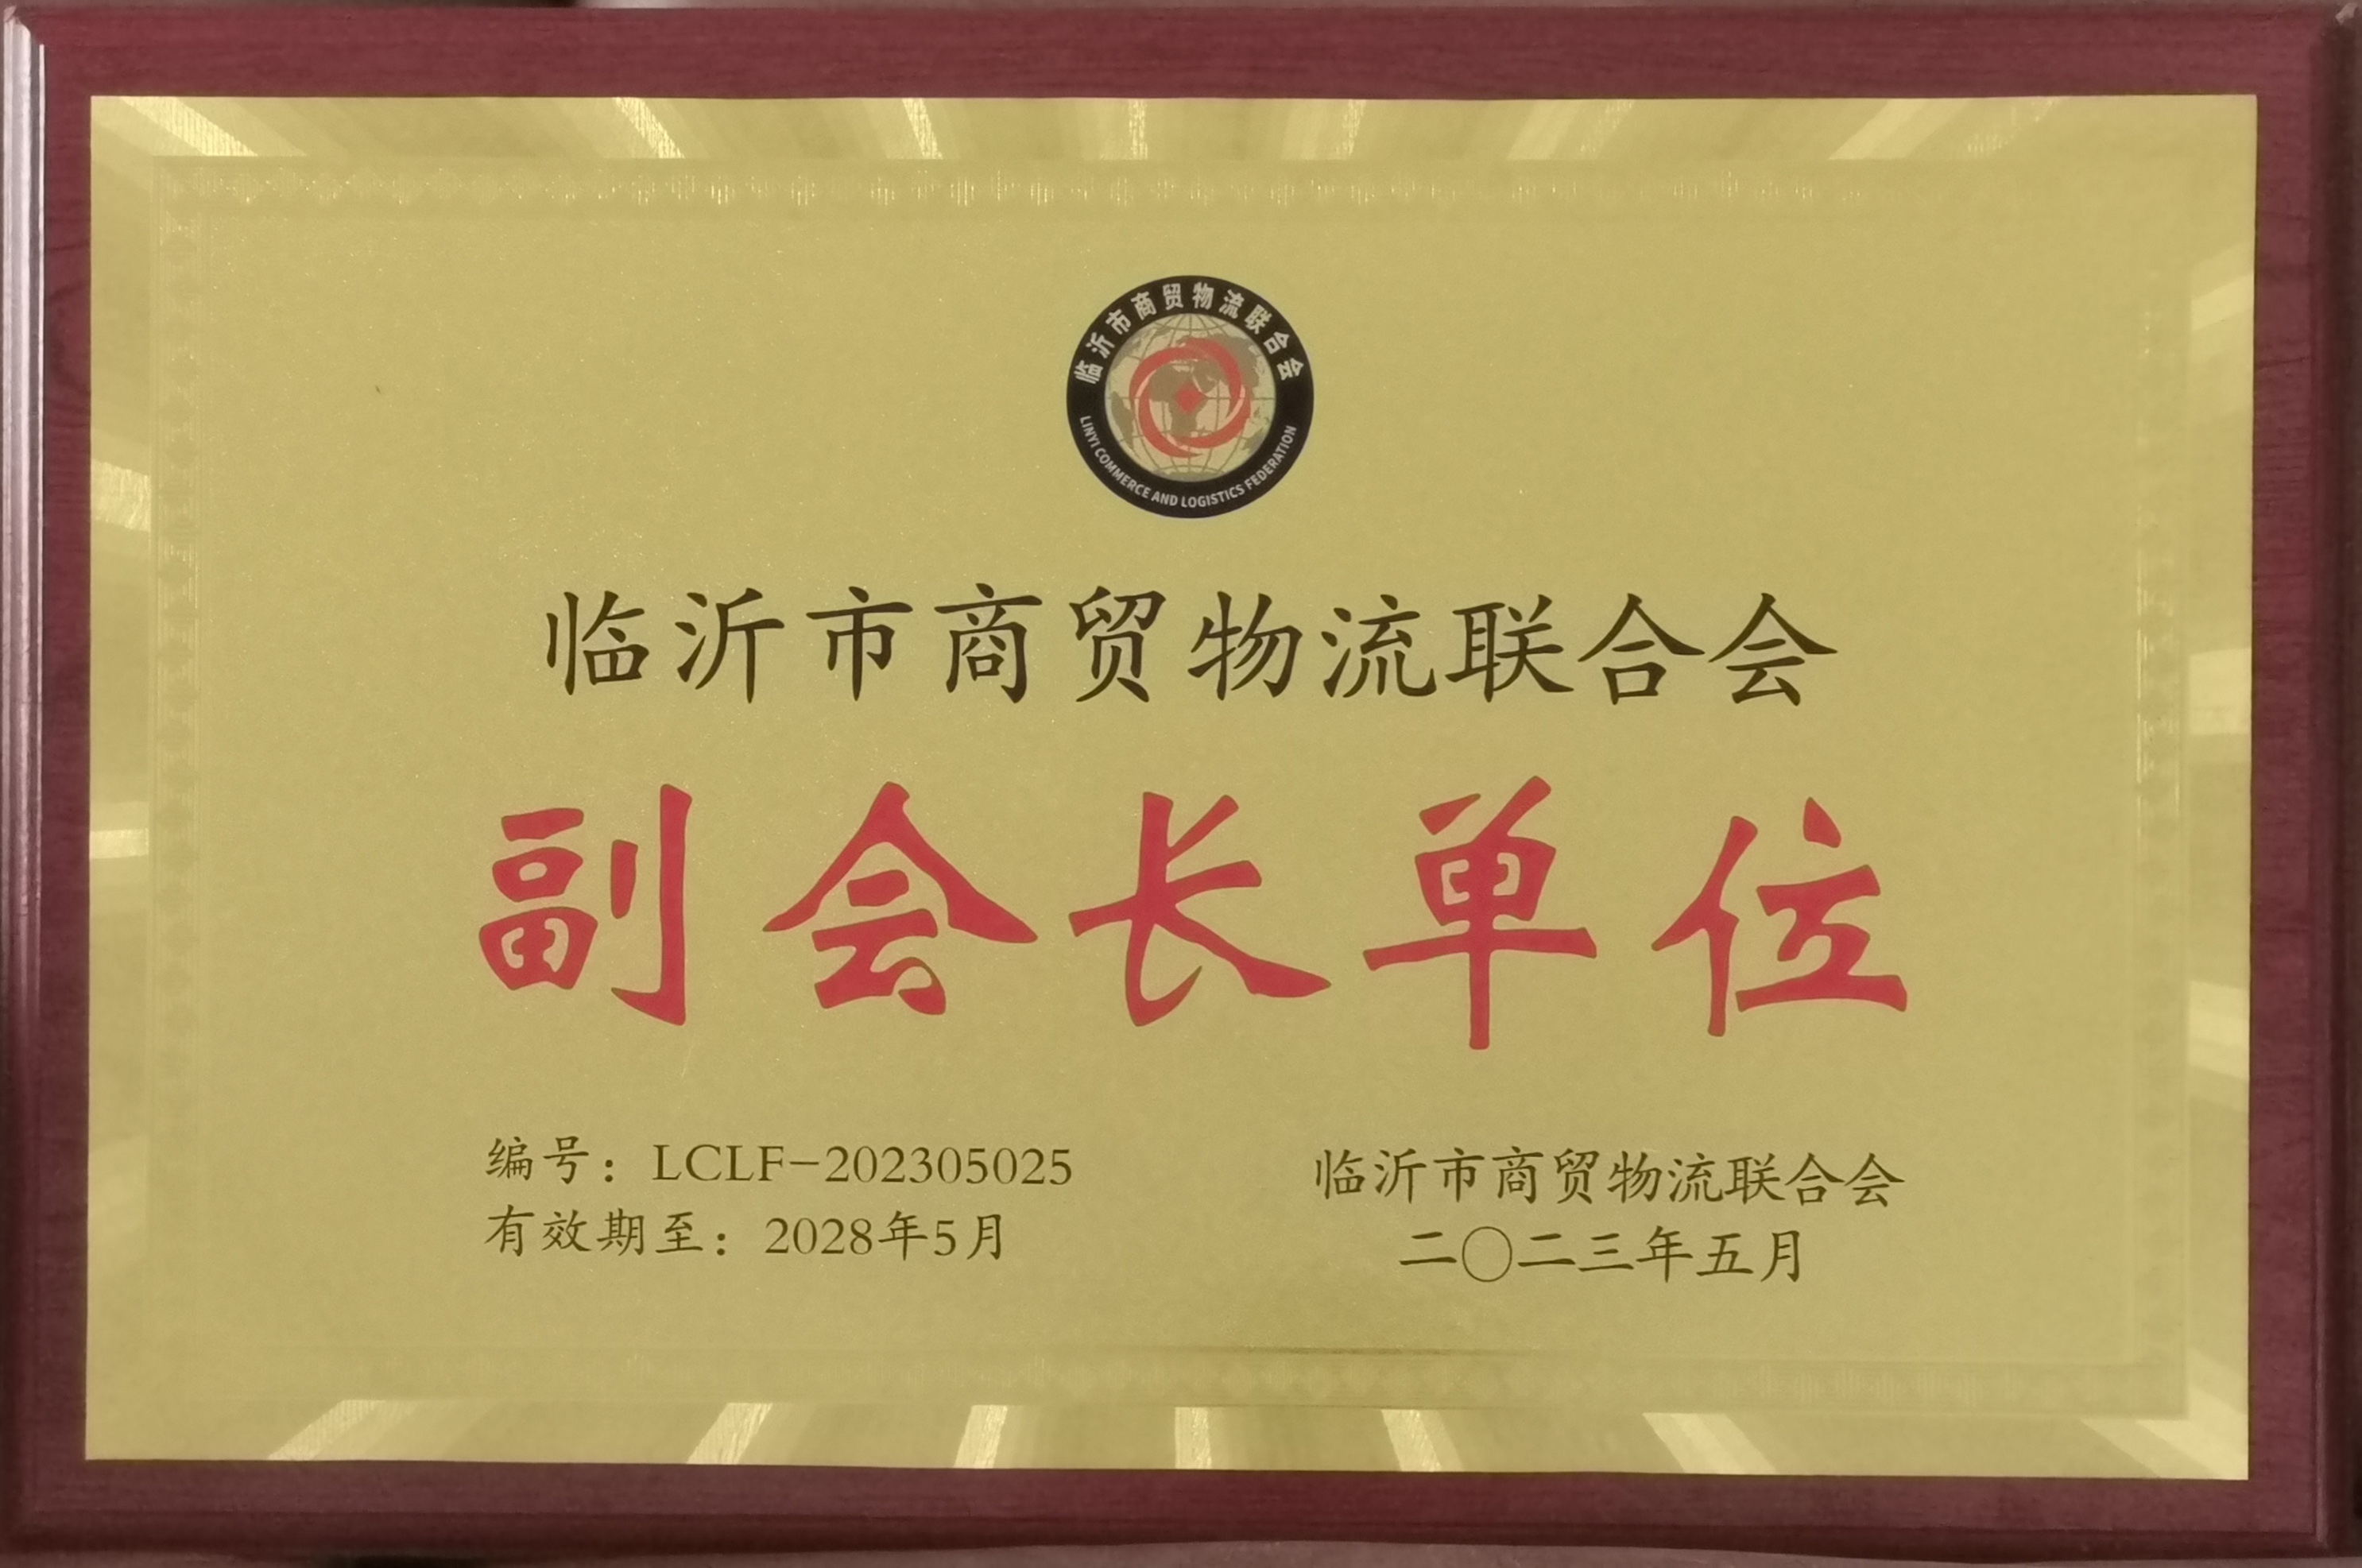 临沂市商贸物流联合会
LINYI COMMERCE AND LOGISTICS FEDERATION
临沂市商贸物流联合会
副会长单位
编号：LCLF-202305025
有效期至：2028年5月
临沂市商贸物流联合会
二〇二三年五月